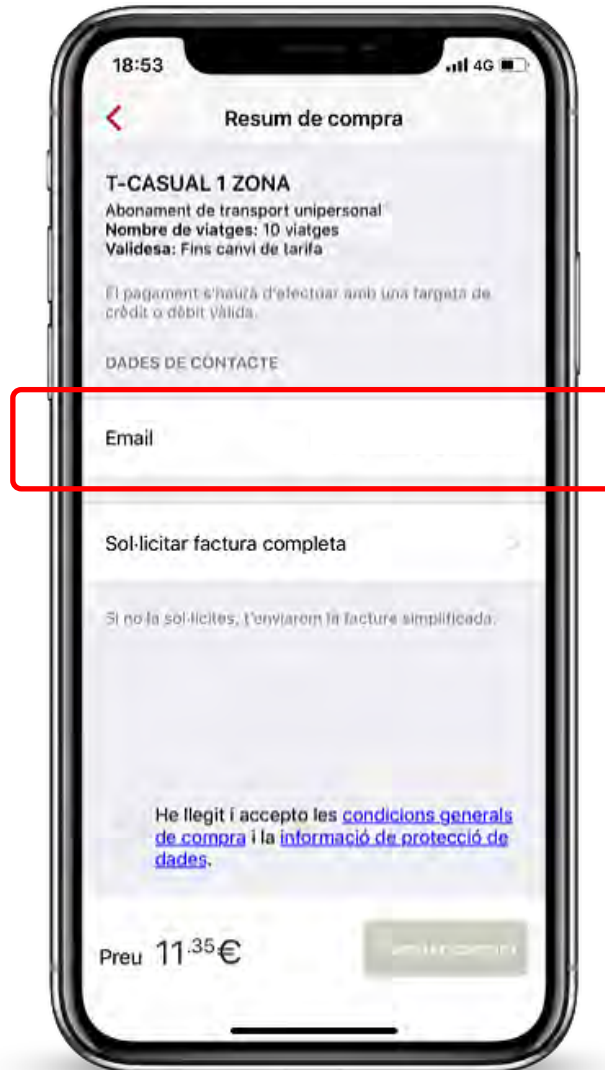 18:53
4G
Resum de compra
T-CASUAL 1 ZONA
Abonament de transport unipersonal
Nombre de viatges: 10 viatges
Validesa: Fins canvi de tarifa
El pagament s'haurà d'efectuar amb una targeta de
crèdit o dèbit vàlida.
DADES DE CONTACTE
Email
Sol·licitar factura completa
Si no la sol·licites, t'enviarem la factura simplificada.
He llegit i accepto les condicions generals
de compra i la informació de protecció de
dades.
Preu 11.35€